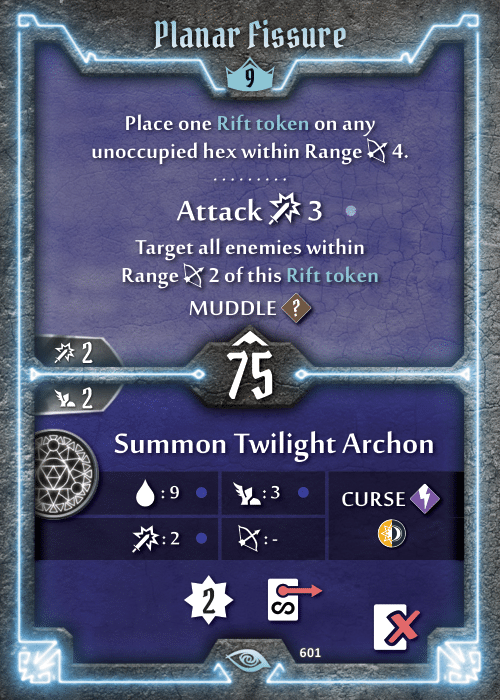 Planar Fissure
9
Place one Rift token on any
unoccupied hex within Range 4.
.........
Attack 3
Target all enemies within
Range 2 of this Rift token
MUDDLE ?
2
75
2
Summon Twilight Archon
: 9 : 3
CURSE
: 2 : -
2
601